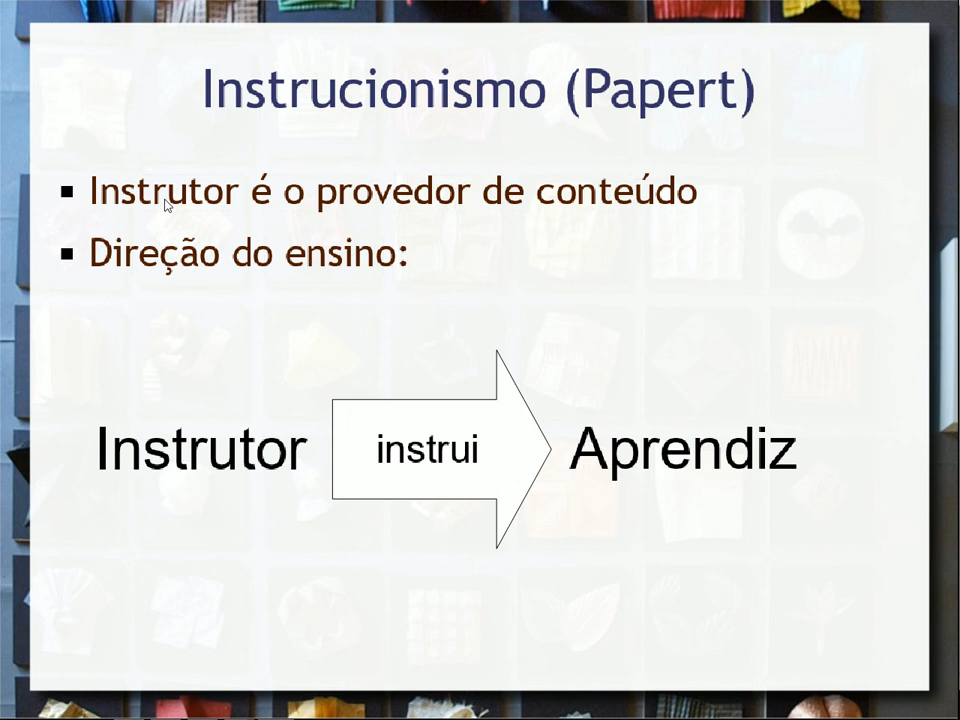 Instrucionismo (Papert)
Instrutor é o provedor de conteúdo
Direção do ensino:
Instrutor instrui Aprendiz